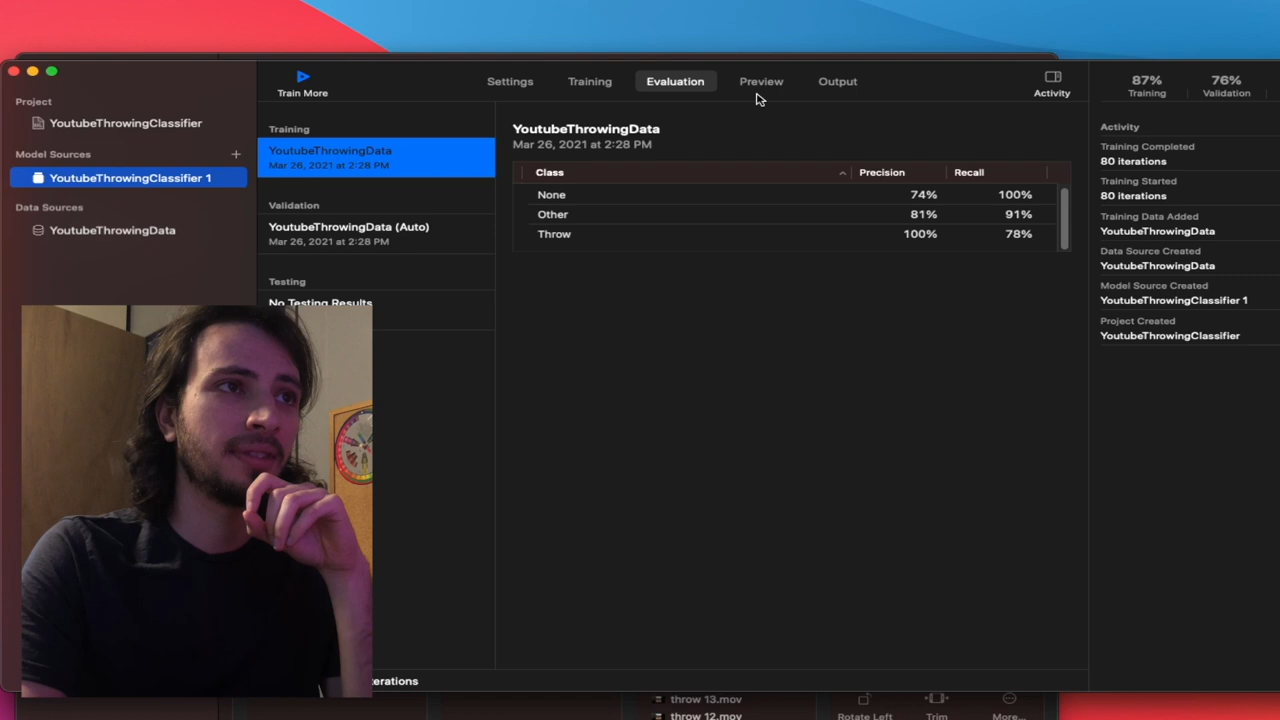 Project
YoutubeThrowingClassifier
Model Sources +
YoutubeThrowingClassifier 1
Data Sources
YoutubeThrowingData
Train More
Settings Training Evaluation Preview Output
Activity
87% 76%
Training Validation
Training
YoutubeThrowingData
Mar 26, 2021 at 2:28 PM
Validation
YoutubeThrowingData (Auto)
Mar 26, 2021 at 2:28 PM
Testing
No Testing Results
YoutubeThrowingData
Mar 26, 2021 at 2:28 PM
Class Precision Recall
None 74% 100%
Other 81% 91%
Throw 100% 78%
Activity
Training Completed
80 iterations
Training Started
80 iterations
Training Data Added
YoutubeThrowingData
Data Source Created
YoutubeThrowingData
Model Source Created
YoutubeThrowingClassifier 1
Project Created
YoutubeThrowingClassifier
terations
throw 13.mov
throw 12.mov
Rotate Left Trim More...